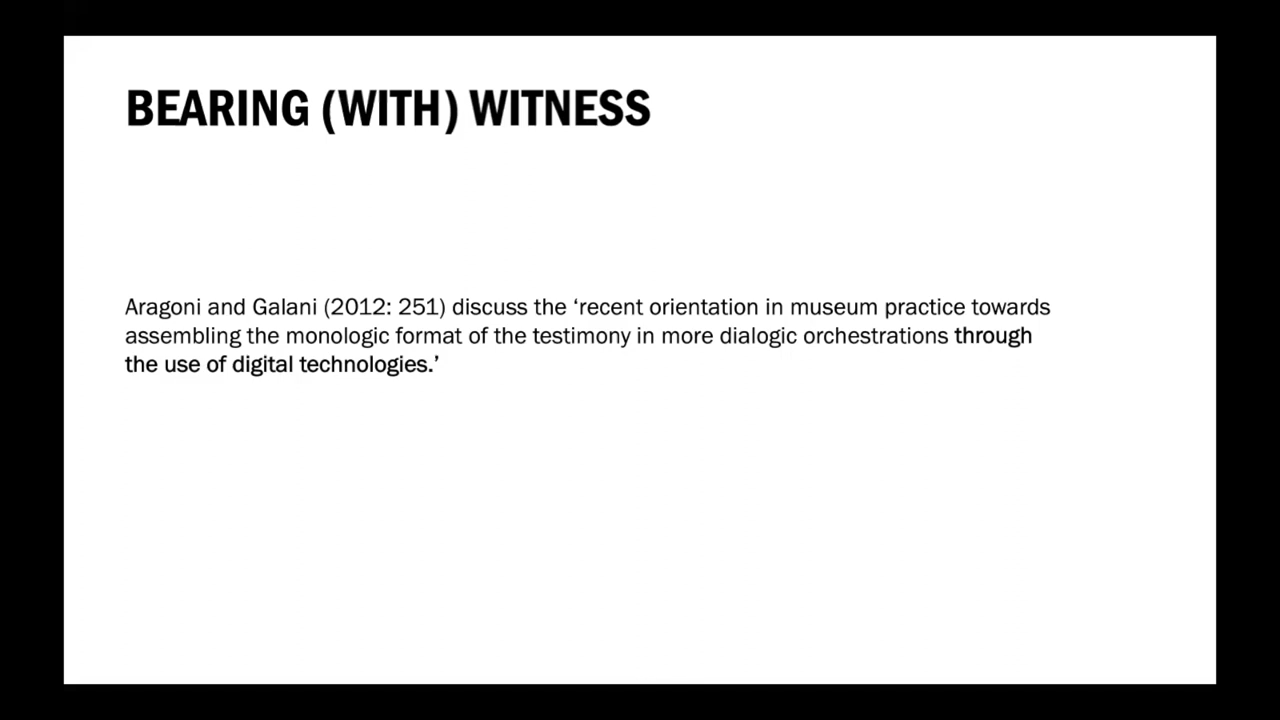 BEARING (WITH) WITNESS
Aragoni and Galani (2012: 251) discuss the ‘recent orientation in museum practice towards
assembling the monologic format of the testimony in more dialogic orchestrations through
the use of digital technologies.’